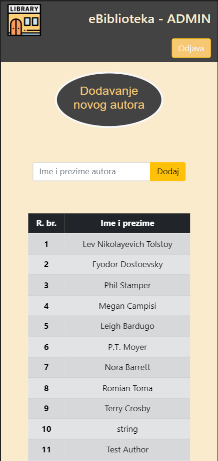 LIBRARY
eBiblioteka - ADMIN
Odjava
Dodavanje
novog autora
Ime i prezime autora Dodaj
R. br. Ime i prezime
1 Lev Nikolayevich Tolstoy
2 Fyodor Dostoevsky
3 Phil Stamper
4 Megan Campisi
5 Leigh Bardugo
6 P.T. Moyer
7 Nora Barrett
8 Romian Toma
9 Terry Crosby
10 string
11 Test Author